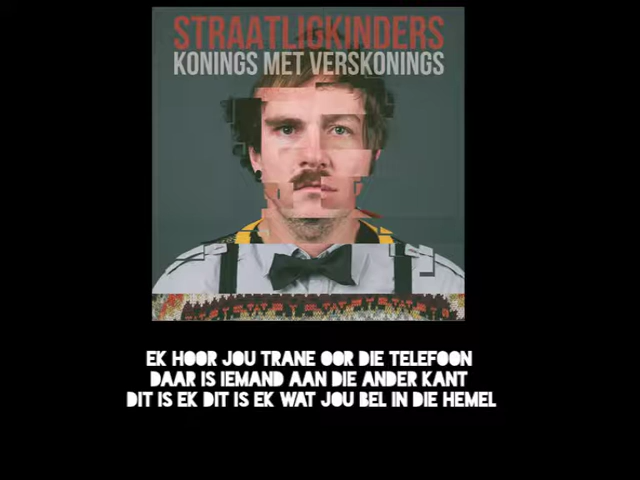 STRAATLIGKINDERS
KONINGS MET VERSKONINGS
EK HOOR JOU TRANE OOR DIE TELEFOON
DAAR IS IEMAND AAN DIE ANDER KANT
DIT IS EK DIT IS EK WAT JOU BEL IN DIE HEMEL